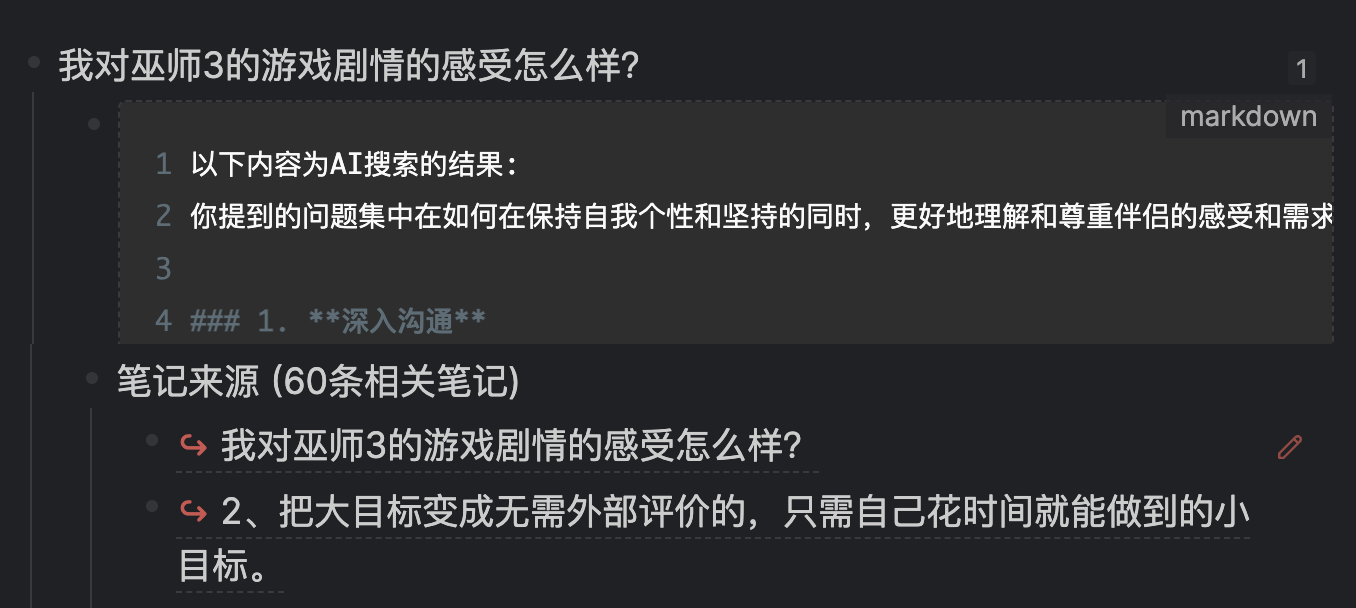 我对巫师3的游戏剧情的感受怎么样?
1
markdown
1 以下内容为AI搜索的结果:
2 你提到的问题集中在如何在保持自我个性和坚持的同时，更好地理解和尊重伴侣的感受和需求
3
4 ### 1. **深入沟通**
笔记来源 (60条相关笔记)
我对巫师3的游戏剧情的感受怎么样?
2、把大目标变成无需外部评价的，只需自己花时间就能做到的小
目标。